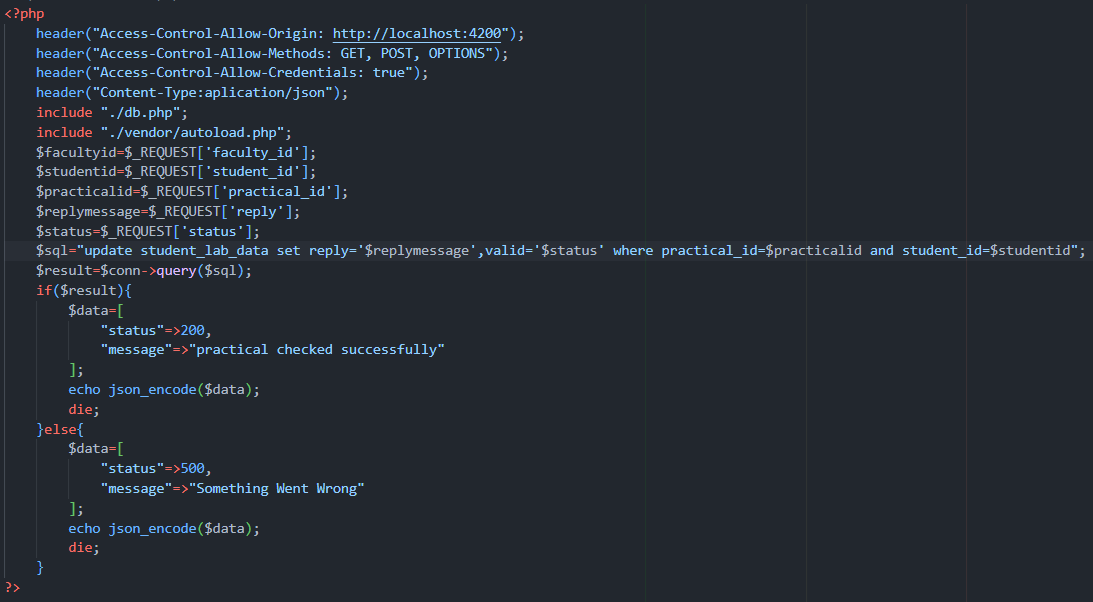 <?php
header("Access-Control-Allow-Origin: http://localhost:4200");
header("Access-Control-Allow-Methods: GET, POST, OPTIONS");
header("Access-Control-Allow-Credentials: true");
header("Content-Type:aplication/json");
include "./db.php";
include "./vendor/autoload.php";
$facultyid=$_REQUEST['faculty_id'];
$studentid=$_REQUEST['student_id'];
$practicalid=$_REQUEST['practical_id'];
$replymessage=$_REQUEST['reply'];
$status=$_REQUEST['status'];
$sql="update student_lab_data set reply='$replymessage',valid='$status' where practical_id=$practicalid and student_id=$studentid";
$result=$conn->query($sql);
if($result){
$data=[
"status"=>200,
"message"=>"practical checked successfully"
];
echo json_encode($data);
die;
}else{
$data=[
"status"=>500,
"message"=>"Something Went Wrong"
];
echo json_encode($data);
die;
}
?>